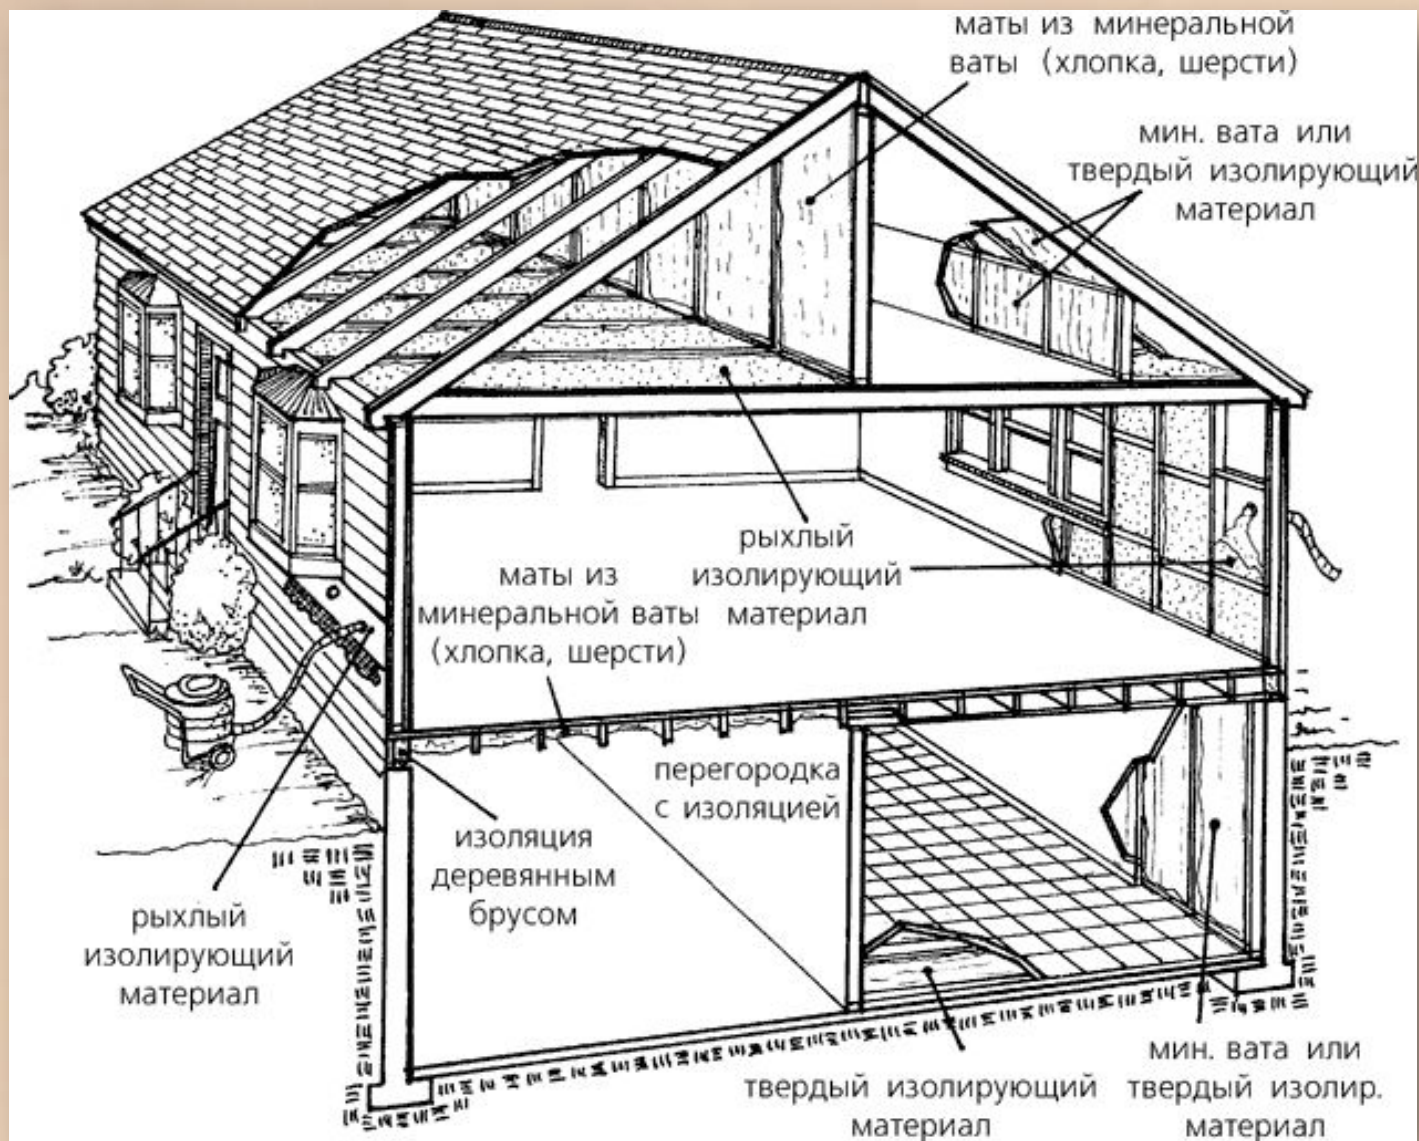 маты из минеральной
ваты (хлопка, шерсти)
мин. вата или
твердый изолирующий
материал
рыхлый
изолирующий
материал
маты из
минеральной ваты
(хлопка, шерсти)
перегородка
с изоляцией
изоляция
деревянным
брусом
рыхлый
изолирующий
материал
твердый изолирующий
материал
мин. вата или
твердый изолир.
материал